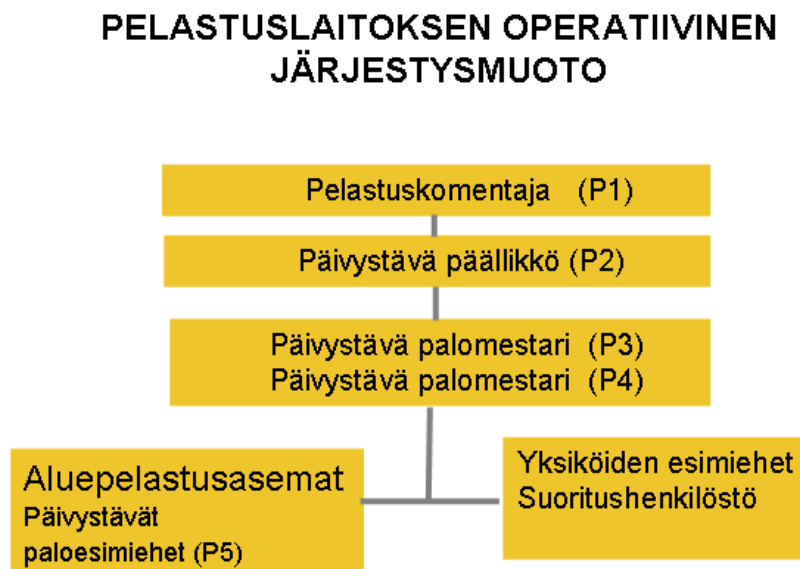 PELASTUSLAITOKSEN OPERATIIVINEN
JÄRJESTYSMUOTO
Pelastuskomentaja (P1)
Päivystävä päällikkö (P2)
Päivystävä palomestari (P3)
Päivystävä palomestari (P4)
Aluepelastusasemat
Päivystävät
paloesimiehet (P5)
Yksiköiden esimiehet
Suoritushenkilöstö